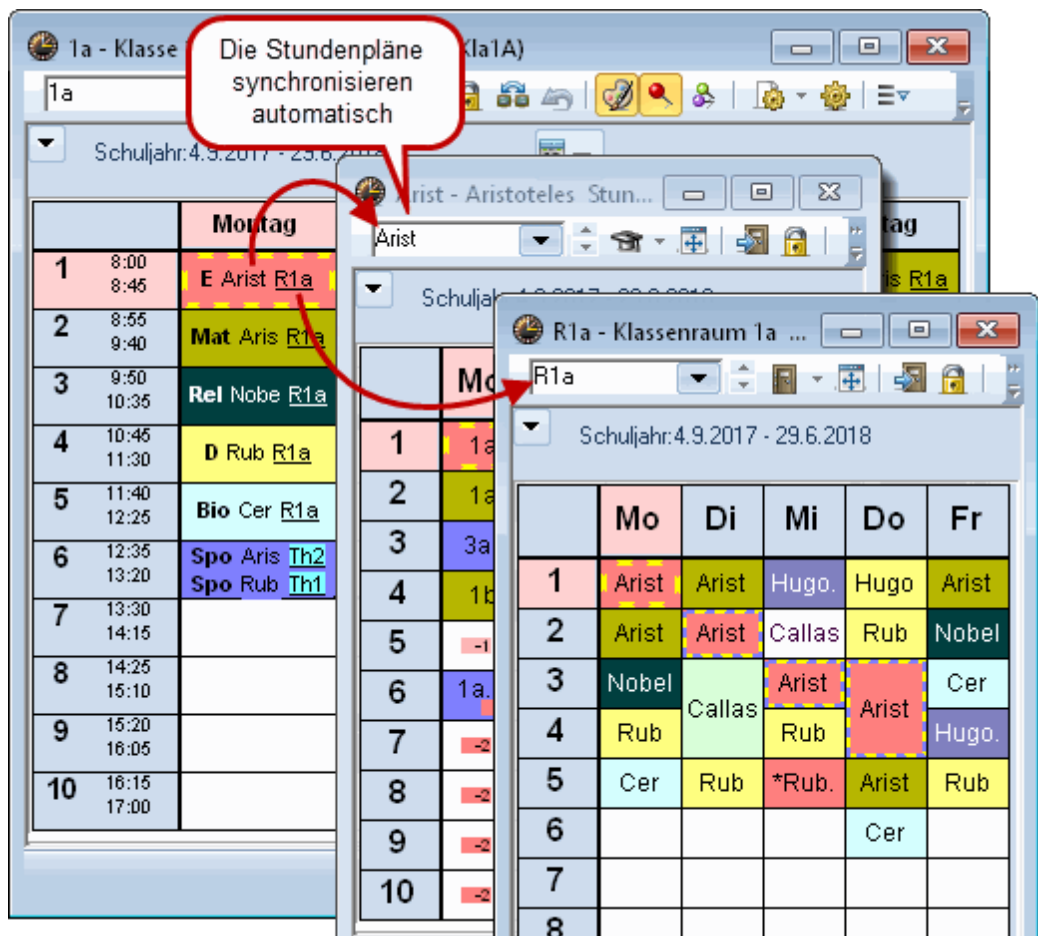 1a - Klasse
Kla1A)
Die Stundenpläne
synchronisieren
automatisch
1a
Schuljahr:4.9.2017 - 29.6.
Montag
1 8:00 8:45 E Arist R1a
2 8:55 9:40 Mat Aris R1a
3 9:50 10:35 Rel Nobe R1a
4 10:45 11:30 D Rub R1a
5 11:40 12:25 Bio Cer R1a
6 12:35 13:20 Spo Aris Th2
Spo Rub Th1
7 13:30 14:15
8 14:25 15:10
9 15:20 16:05
10 16:15 17:00
tag
R1a
Arist - Aristoteles Stun...
Arist
Schuljah
Mo
1 1a
2 1a
3 3a
4 1b
5 -1
6 1a.
7 -2
8 -2
9 -2
10 -2
R1a - Klassenraum 1a ...
R1a
Schuljahr:4.9.2017 - 29.6.2018
Mo Di Mi Do Fr
1 Arist Arist Hugo. Hugo Arist
2 Arist Arist Callas Rub Nobel
3 Nobel Callas Arist Arist Cer
4 Rub Rub Hugo.
5 Cer Rub *Rub. Arist Rub
6 Cer
7
8